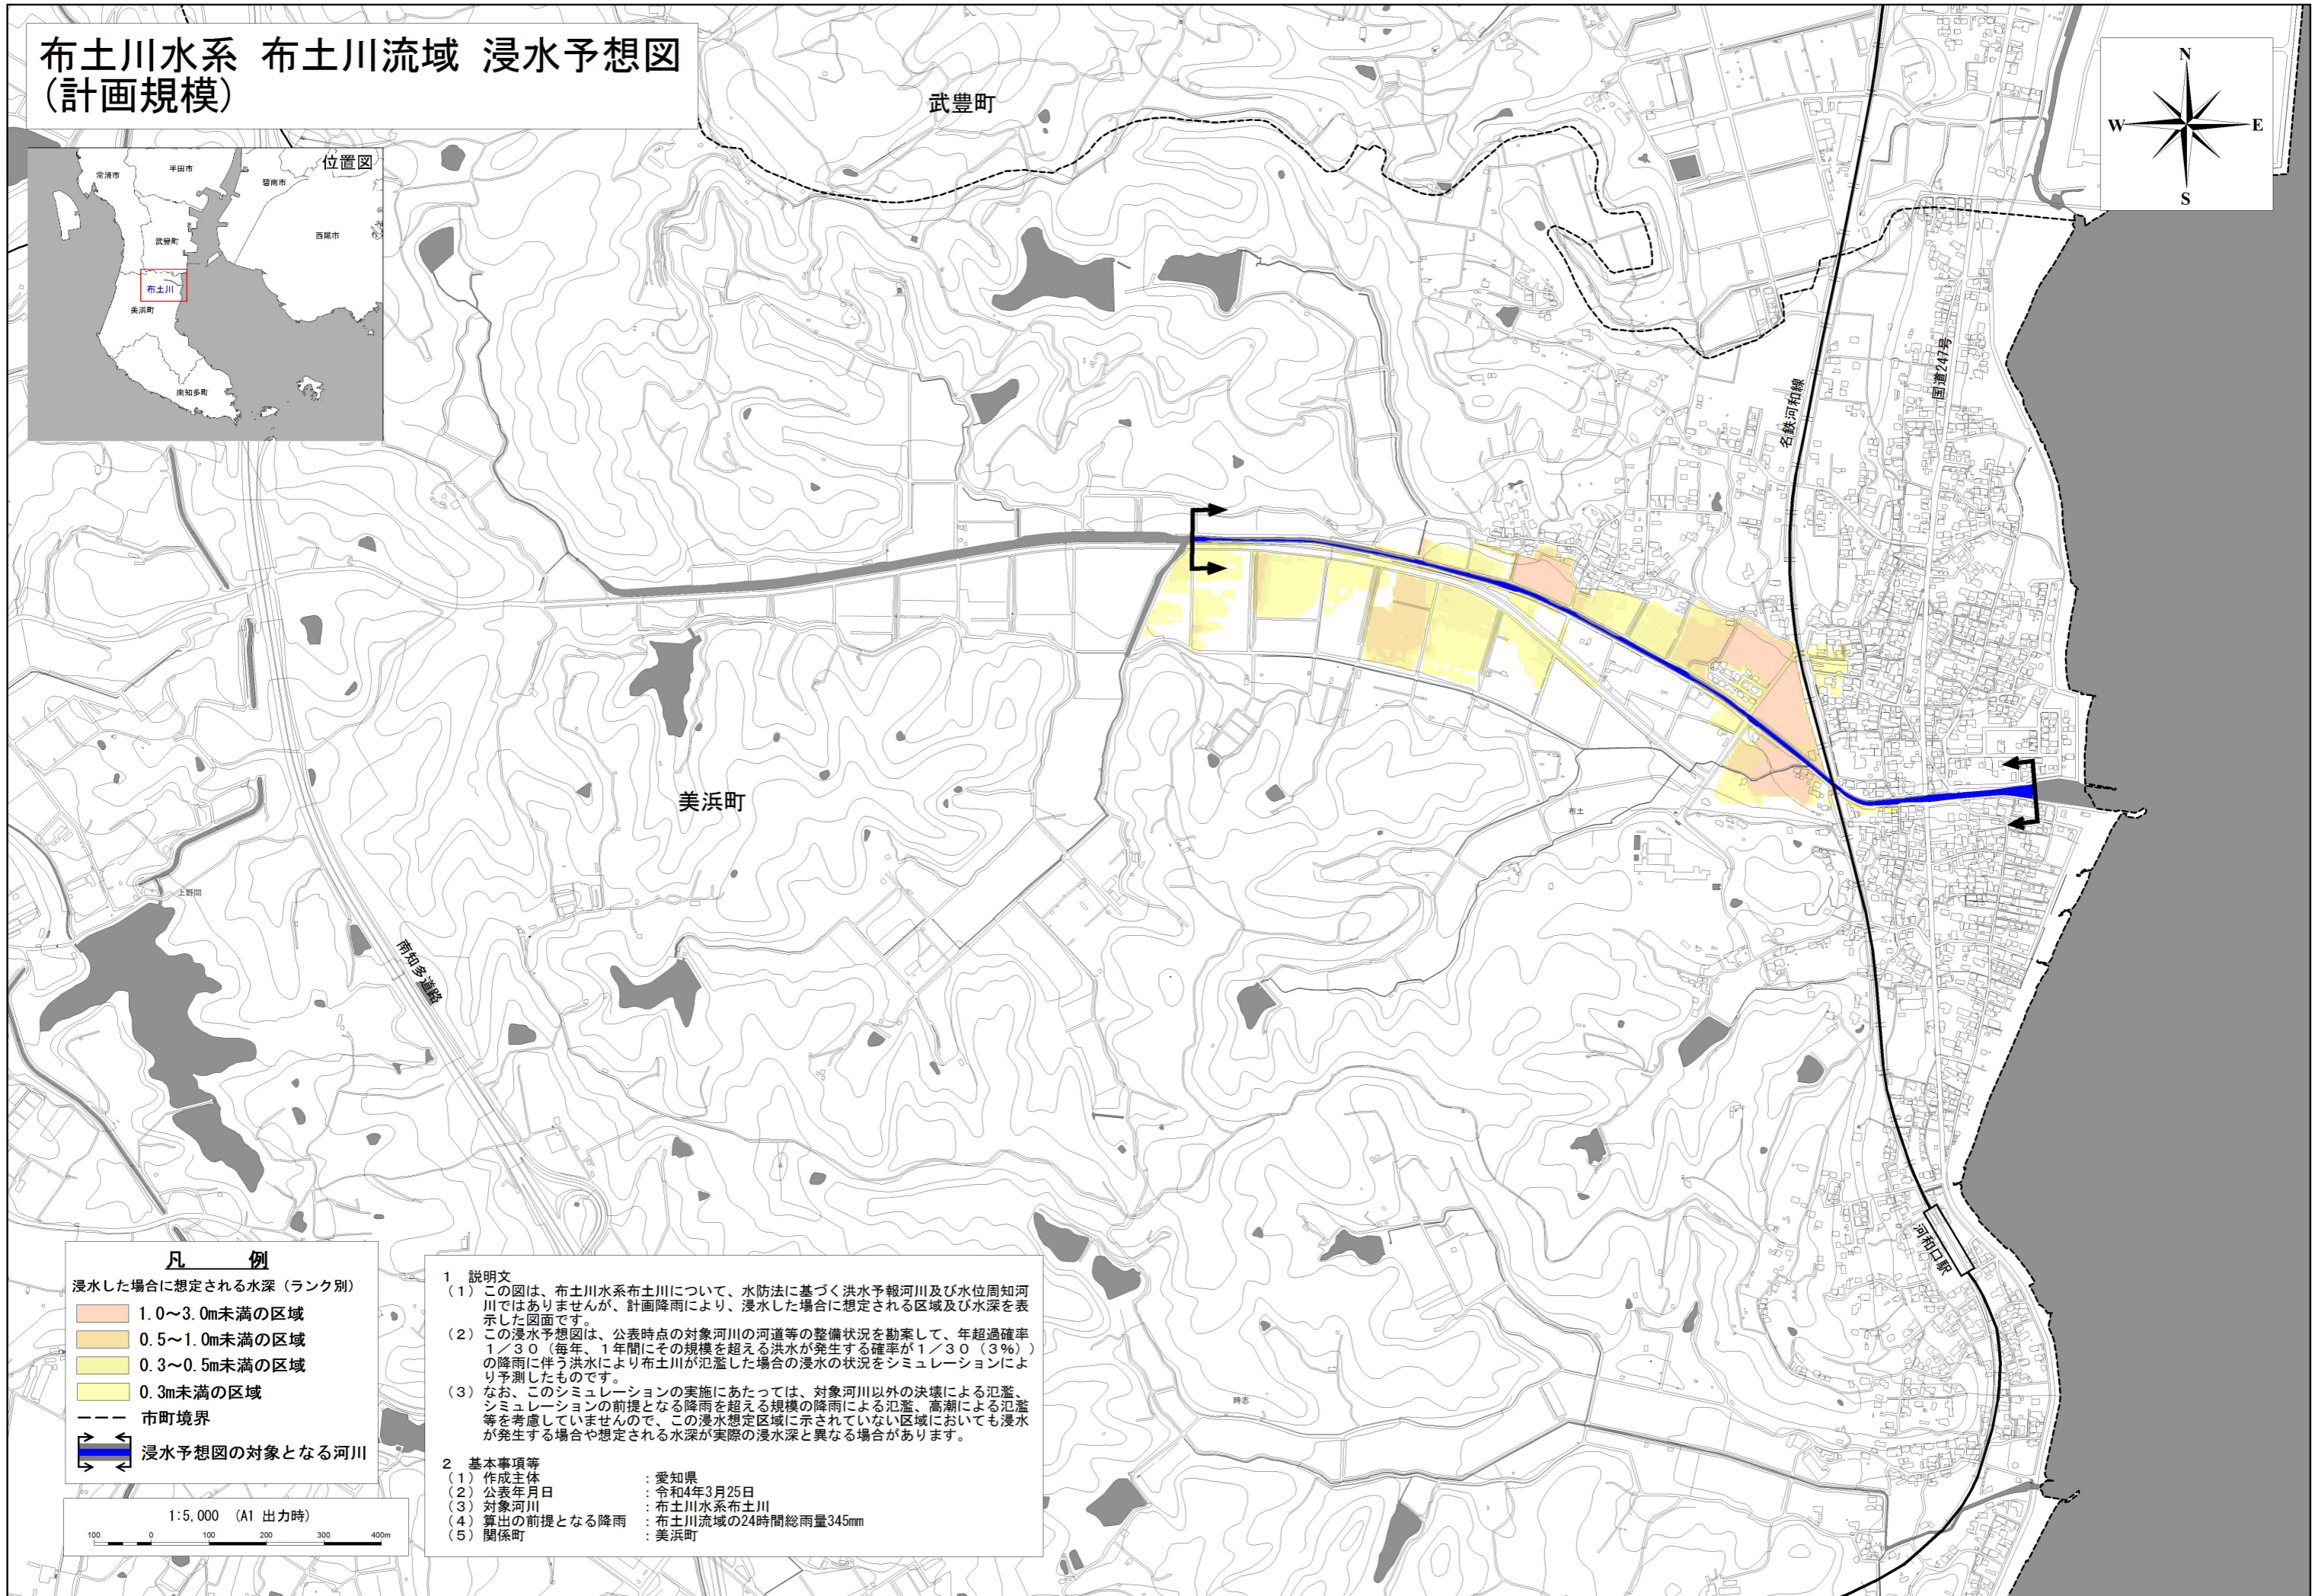 布土川水系 布土川流域 浸水予想図
(計画規模)
武豊町
N
W
E
S
位置図
常滑市
半田市
碧南市
西尾市
武豊町
布土川
美浜町
南知多町
名鉄河和線
国道247号
美浜町
布土
上野間
南知多道路
河和口駅
時志
凡 例
浸水した場合に想定される水深(ランク別)
1.0~3.0m未満の区域
0.5~1.0m未満の区域
0.3~0.5m未満の区域
0.3m未満の区域
市町境界
浸水予想図の対象となる河川
1:5,000 (A1 出力時)
100 0 100 200 300 400m
1 説明文
(1)この図は、布土川水系布土川について、水防法に基づく洪水予報河川及び水位周知河
川ではありませんが、計画降雨により、浸水した場合に想定される区域及び水深を表
示した図面です。
(2)この浸水予想図は、公表時点の対象河川の河道等の整備状況を勘案して、年超過確率
1/30(毎年、1年間にその規模を超える洪水が発生する確率が1/30(3%))
の降雨に伴う洪水により布土川が氾濫した場合の浸水の状況をシミュレーションによ
り予測したものです。
(3)なお、このシミュレーションの実施にあたっては、対象河川以外の決壊による氾濫、
シミュレーションの前提となる降雨を超える規模の降雨による氾濫、高潮による氾濫
等を考慮していませんので、この浸水想定区域に示されていない区域においても浸水
が発生する場合や想定される水深が実際の浸水深と異なる場合があります。
2 基本事項等
(1)作成主体 :愛知県
(2)公表年月日 :令和4年3月25日
(3)対象河川 :布土川水系布土川
(4)算出の前提となる降雨 :布土川流域の24時間総雨量345mm
(5)関係町 :美浜町